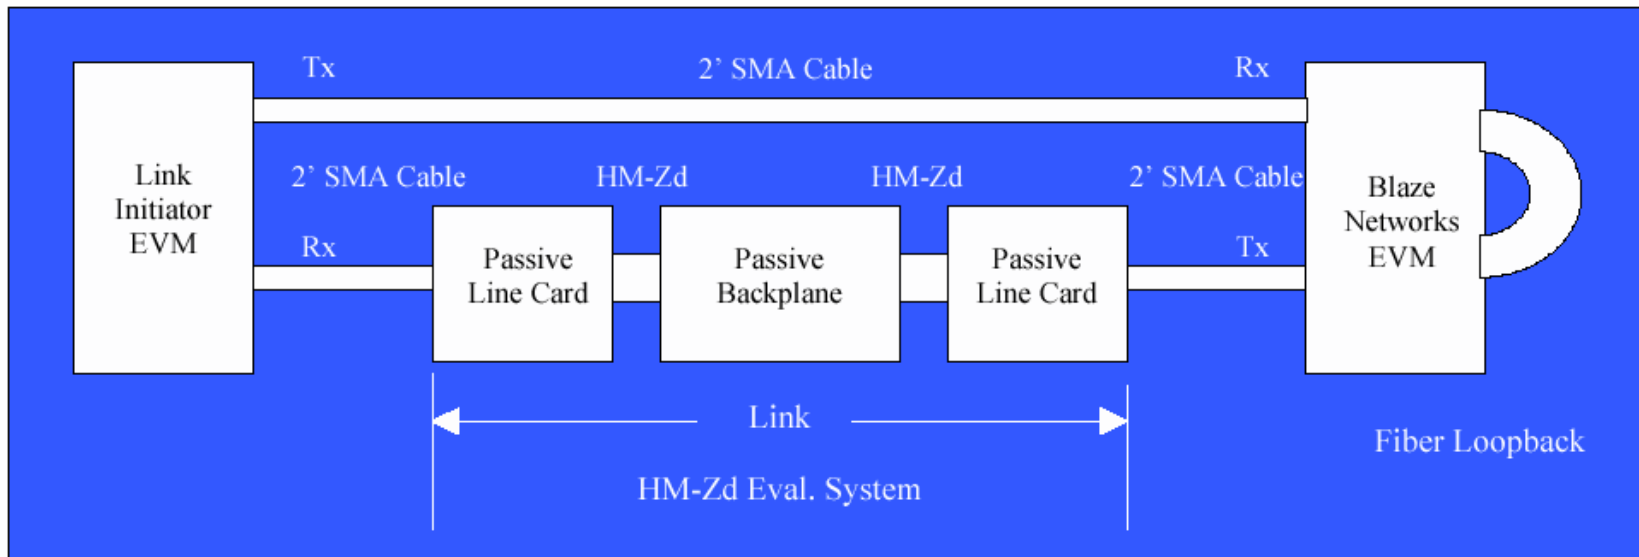 Tx 2’ SMA Cable Rx
Link
Initiator
EVM
2’ SMA Cable HM-Zd HM-Zd 2’ SMA Cable
Blaze
Networks
EVM
Rx Tx
Passive
Line Card
Passive
Backplane
Passive
Line Card
Link
Fiber Loopback
HM-Zd Eval. System